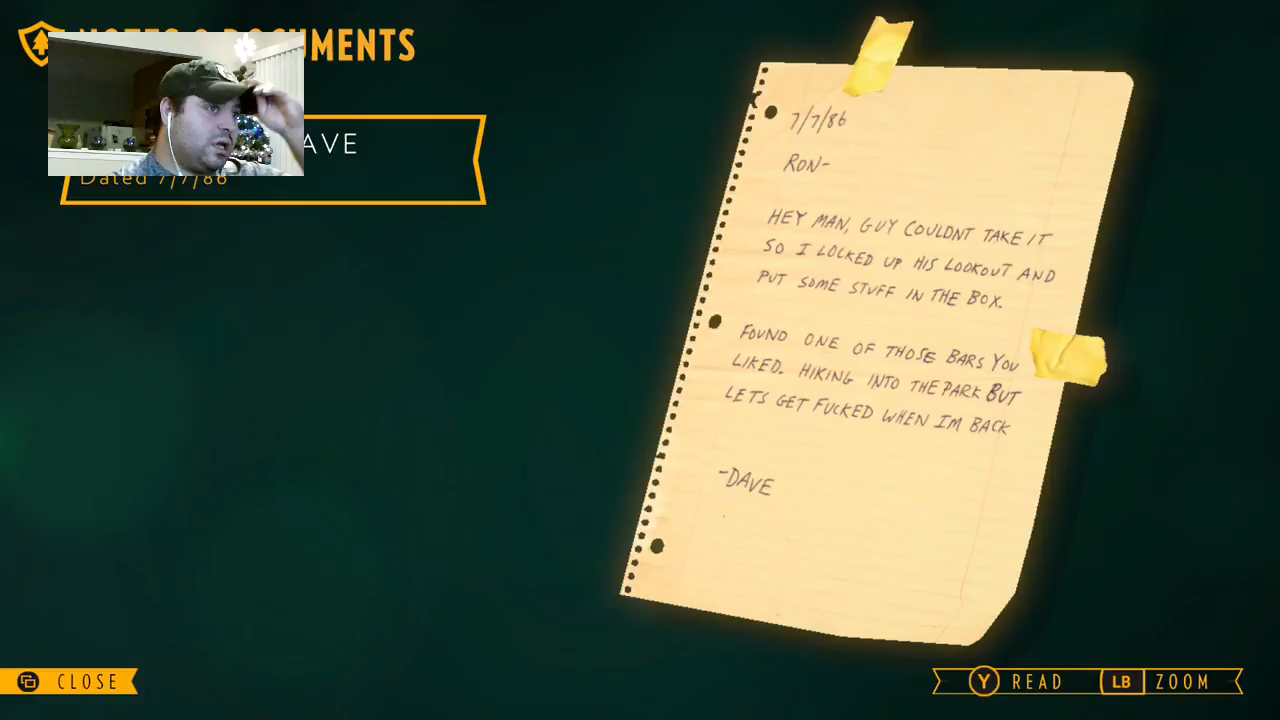 UMENTS
AVE
Dated 7/7/86
7/7/86
RON-
HEY MAN, GUY COULDNT TAKE IT
SO I LOCKED UP HIS LOOKOUT AND
PUT SOME STUFF IN THE BOX.
FOUND ONE OF THOSE BARS YOU
LIKED. HIKING INTO THE PARK BUT
LETS GET FUCKED WHEN IM BACK
-DAVE
CLOSE
Y READ LB ZOOM